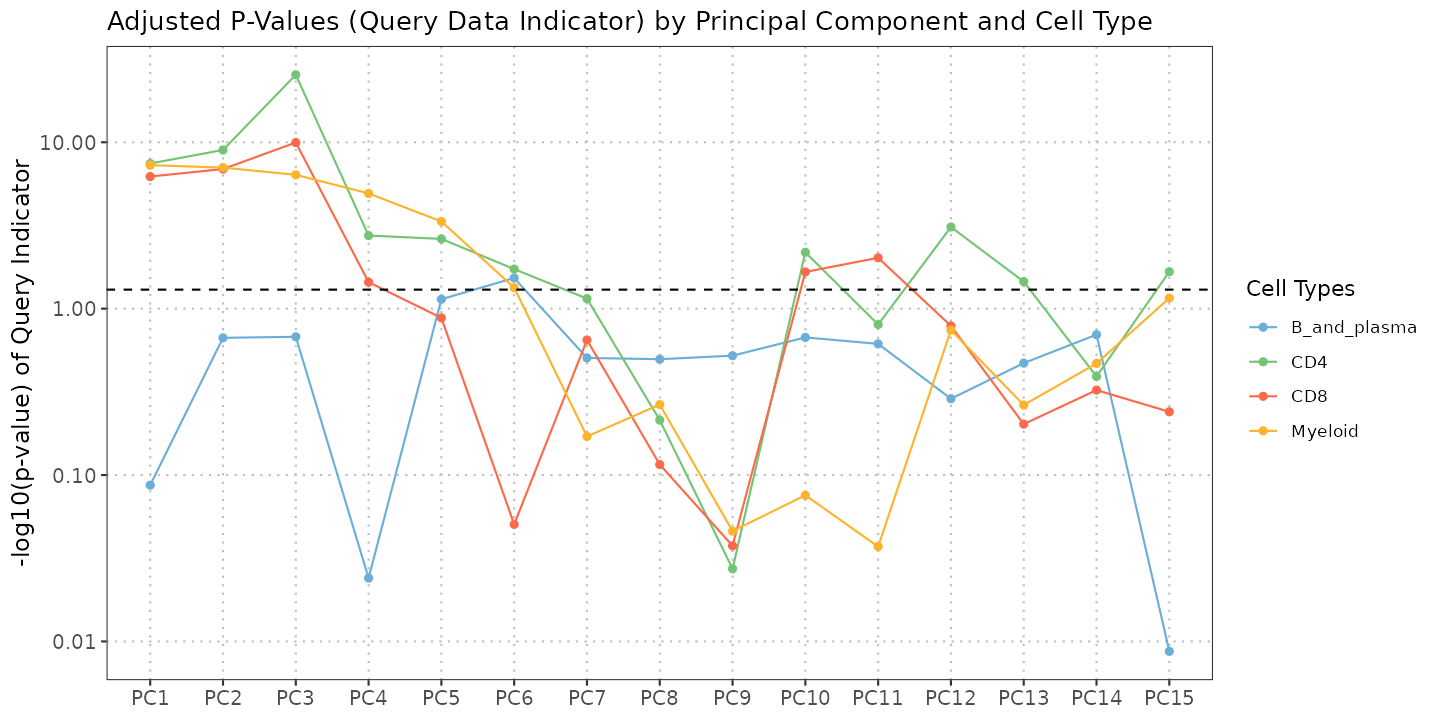 Adjusted P-Values (Query Data Indicator) by Principal Component and Cell Type
-log10(p-value) of Query Indicator
10.00
1.00
0.10
0.01
PC1 PC2 PC3 PC4 PC5 PC6 PC7 PC8 PC9 PC10 PC11 PC12 PC13 PC14 PC15
Cell Types
B_and_plasma
CD4
CD8
Myeloid